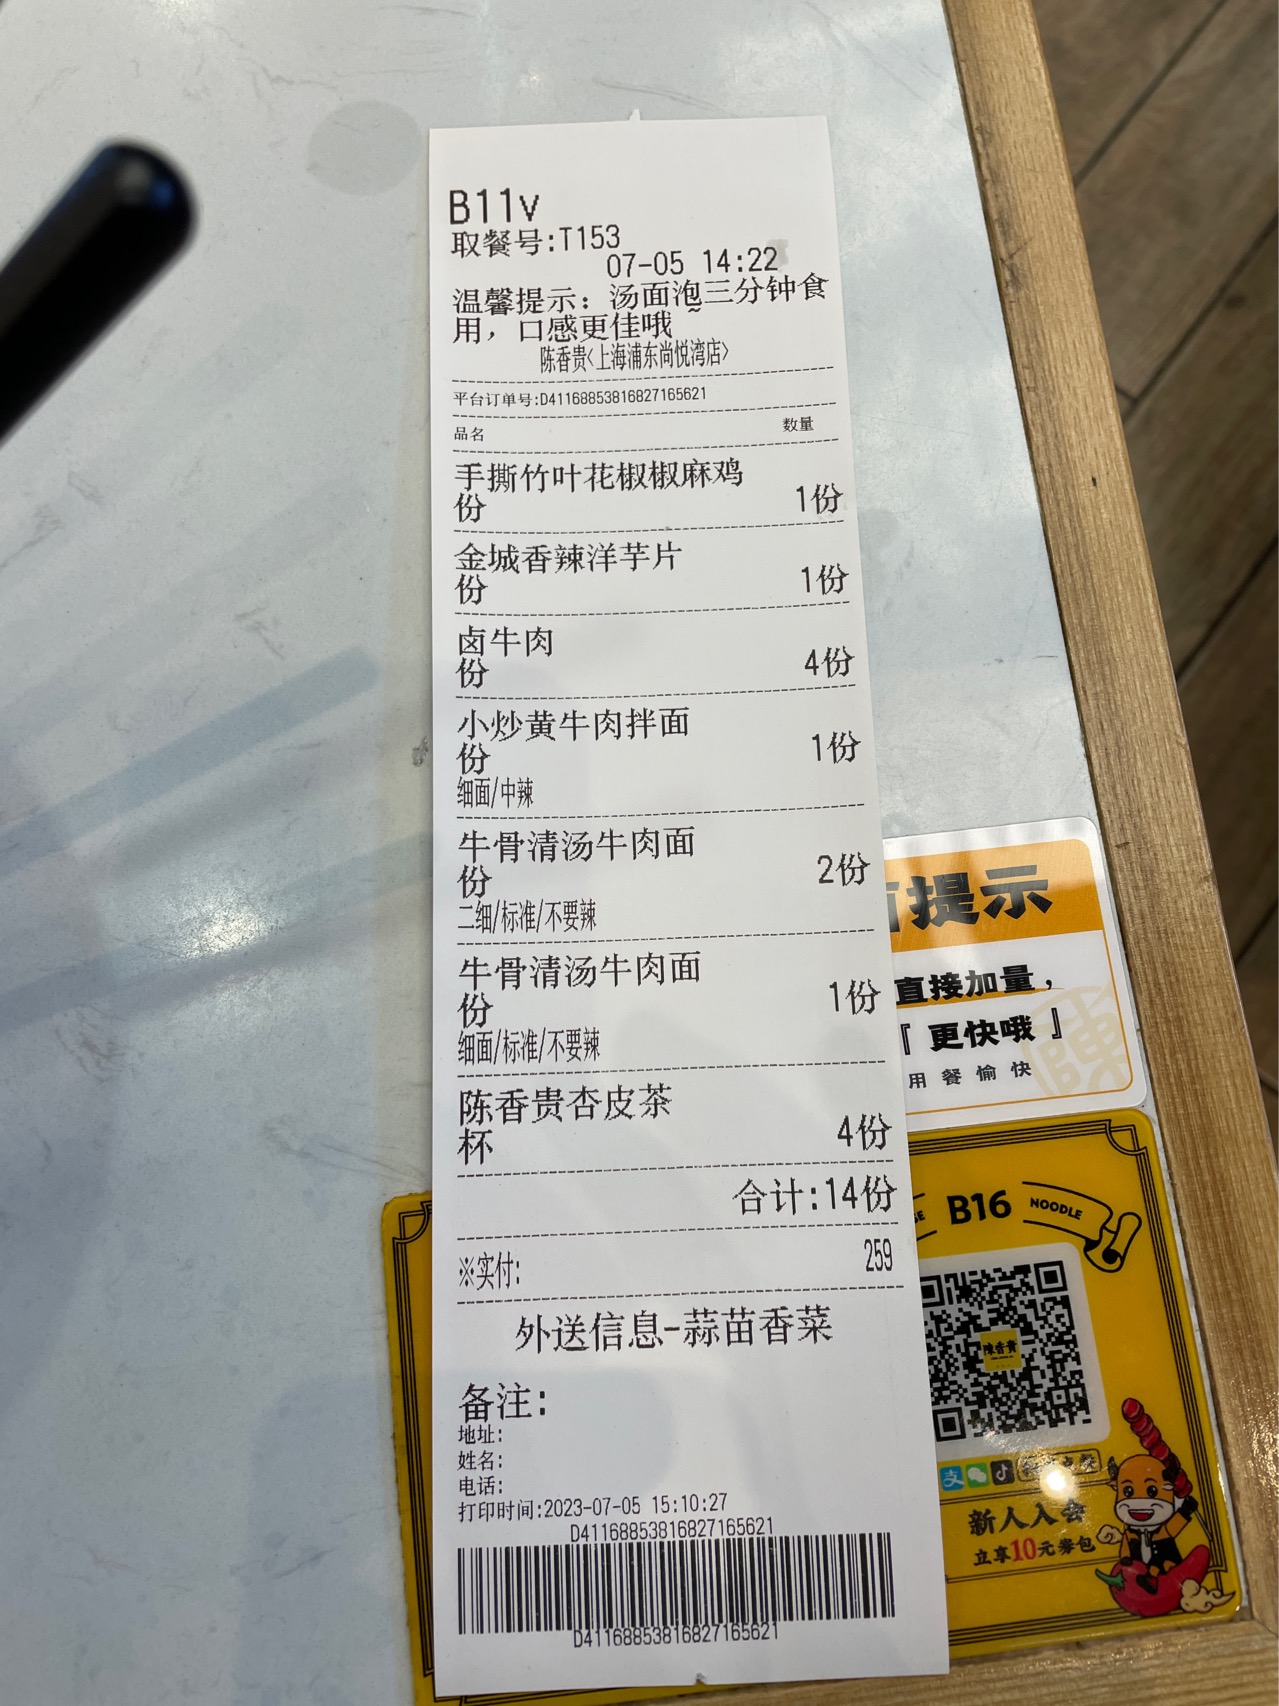 B11v
取餐号:T153
07-05 14:22
温馨提示：汤面泡三分钟食
用，口感更佳哦~
陈香贵<上海浦东尚悦湾店>
平台订单号:D41168853816827165621
品名 数量
手撕竹叶花椒椒麻鸡
份 1份
金城香辣洋芋片
份 1份
卤牛肉
份 4份
小炒黄牛肉拌面
份 1份
细面/中辣
牛骨清汤牛肉面
份 2份
二细/标准/不要辣
牛骨清汤牛肉面
份 1份
细面/标准/不要辣
陈香贵杏皮茶
杯 4份
合计:14份
※实付: 259
外送信息-蒜苗香菜
备注:
地址:
姓名:
电话:
打印时间:2023-07-05 15:10:27
D41168853816827165621
D41168853816827165621
提示
直接加量，
『更快哦』
用餐愉快
陳
B16
NOODLE
陳香貴
支
新人入会
立享10元券包